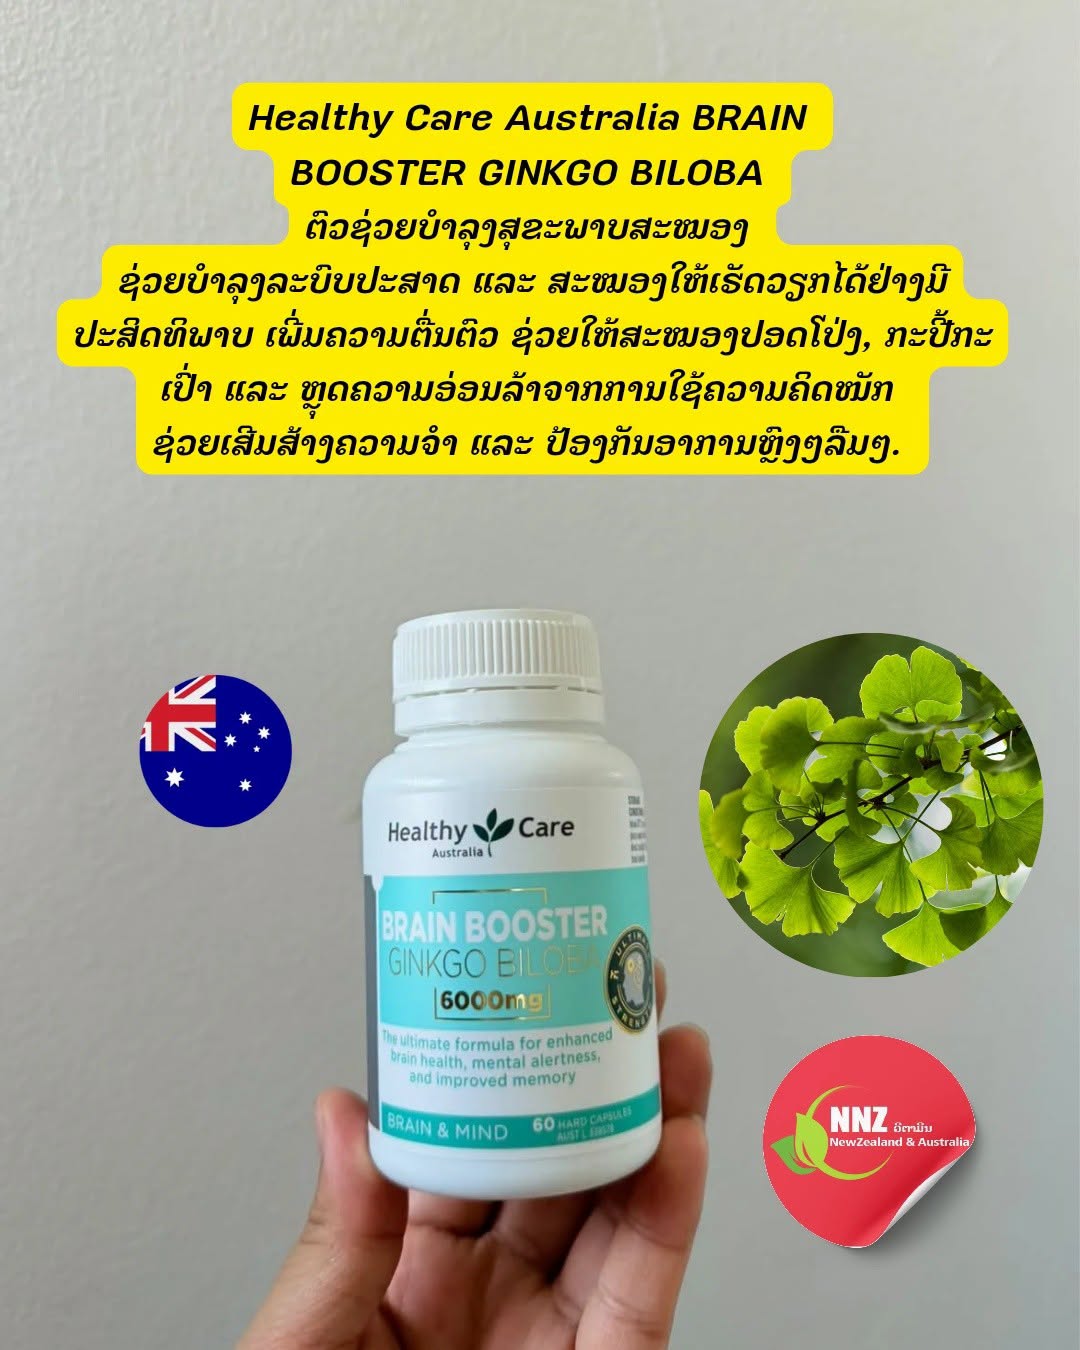 Healthy Care Australia BRAIN
BOOSTER GINKGO BILOBA
ຕົວຊ່ວຍບຳລຸງສຸຂະພາບສະໝອງ
ຊ່ວຍບຳລຸງລະບົບປະສາດ ແລະ ສະໝອງໃຫ້ເຮັດວຽກໄດ້ຢ່າງມີ
ປະສິດທິພາບ ເພີ່ມຄວາມຕື່ນຕົວ ຊ່ວຍໃຫ້ສະໝອງປອດໂປ່ງ, ກະປີ້ກະ
ເປົ່າ ແລະ ຫຼຸດຄວາມອ່ອນລ້າຈາກການໃຊ້ຄວາມຄິດໜັກ
ຊ່ວຍເສີມສ້າງຄວາມຈຳ ແລະ ປ້ອງກັນອາການຫຼົງໆລືມໆ.
Healthy Care
Australia
BRAIN BOOSTER
GINKGO BILOBA
6000mg
ULTIMATE
STRENGTH
The ultimate formula for enhanced
brain health, mental alertness,
and improved memory
BRAIN & MIND
60 HARD CAPSULES
AUST L
NNZ ວີຕາມິນ
NewZealand & Australia